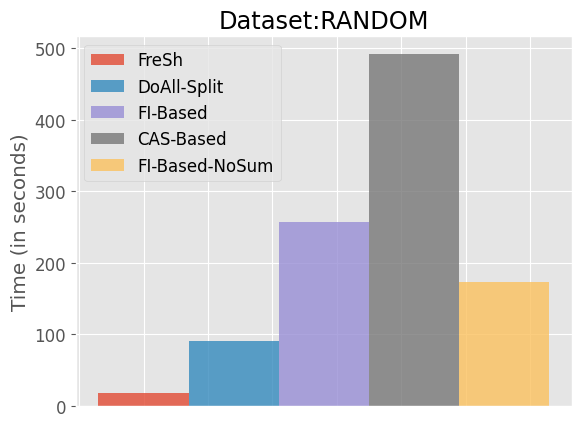 Dataset:RANDOM
500
400
300
200
100
0
Time (in seconds)
FreSh
DoAll-Split
FI-Based
CAS-Based
FI-Based-NoSum